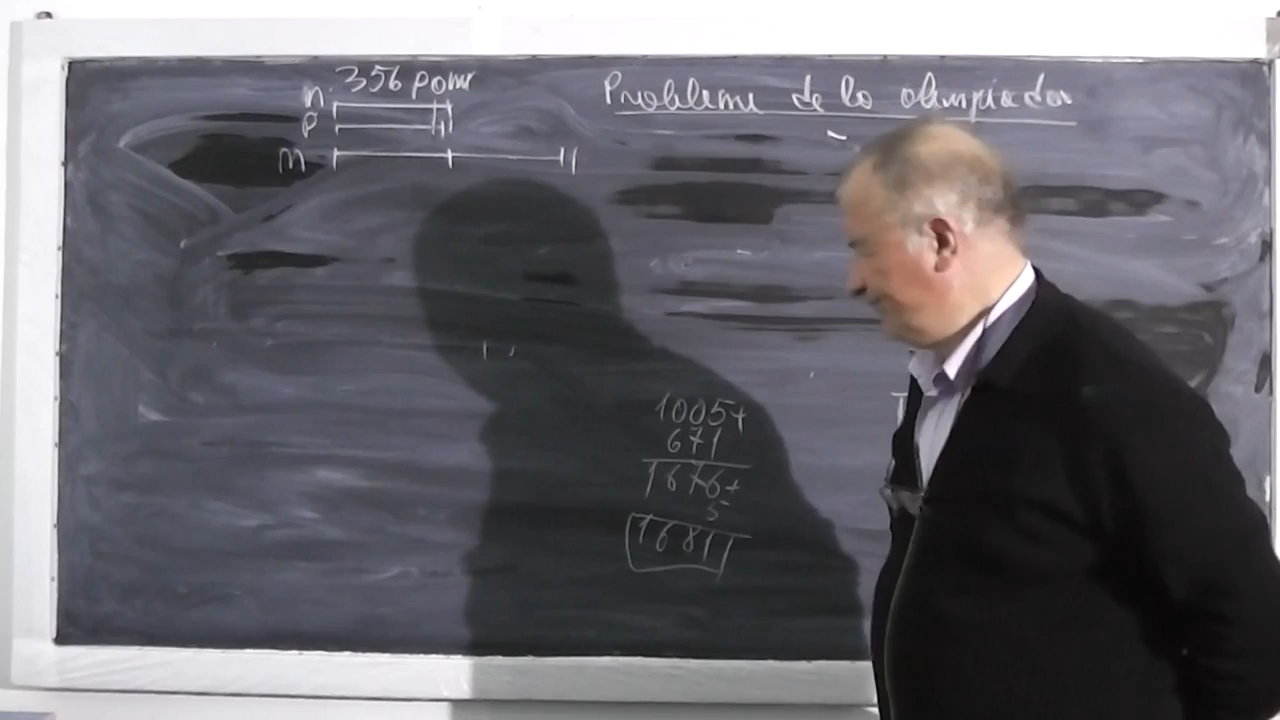 356 pomi
Probleme de la olimpiada
n
p
m
1005+
671
1676+
5
1681